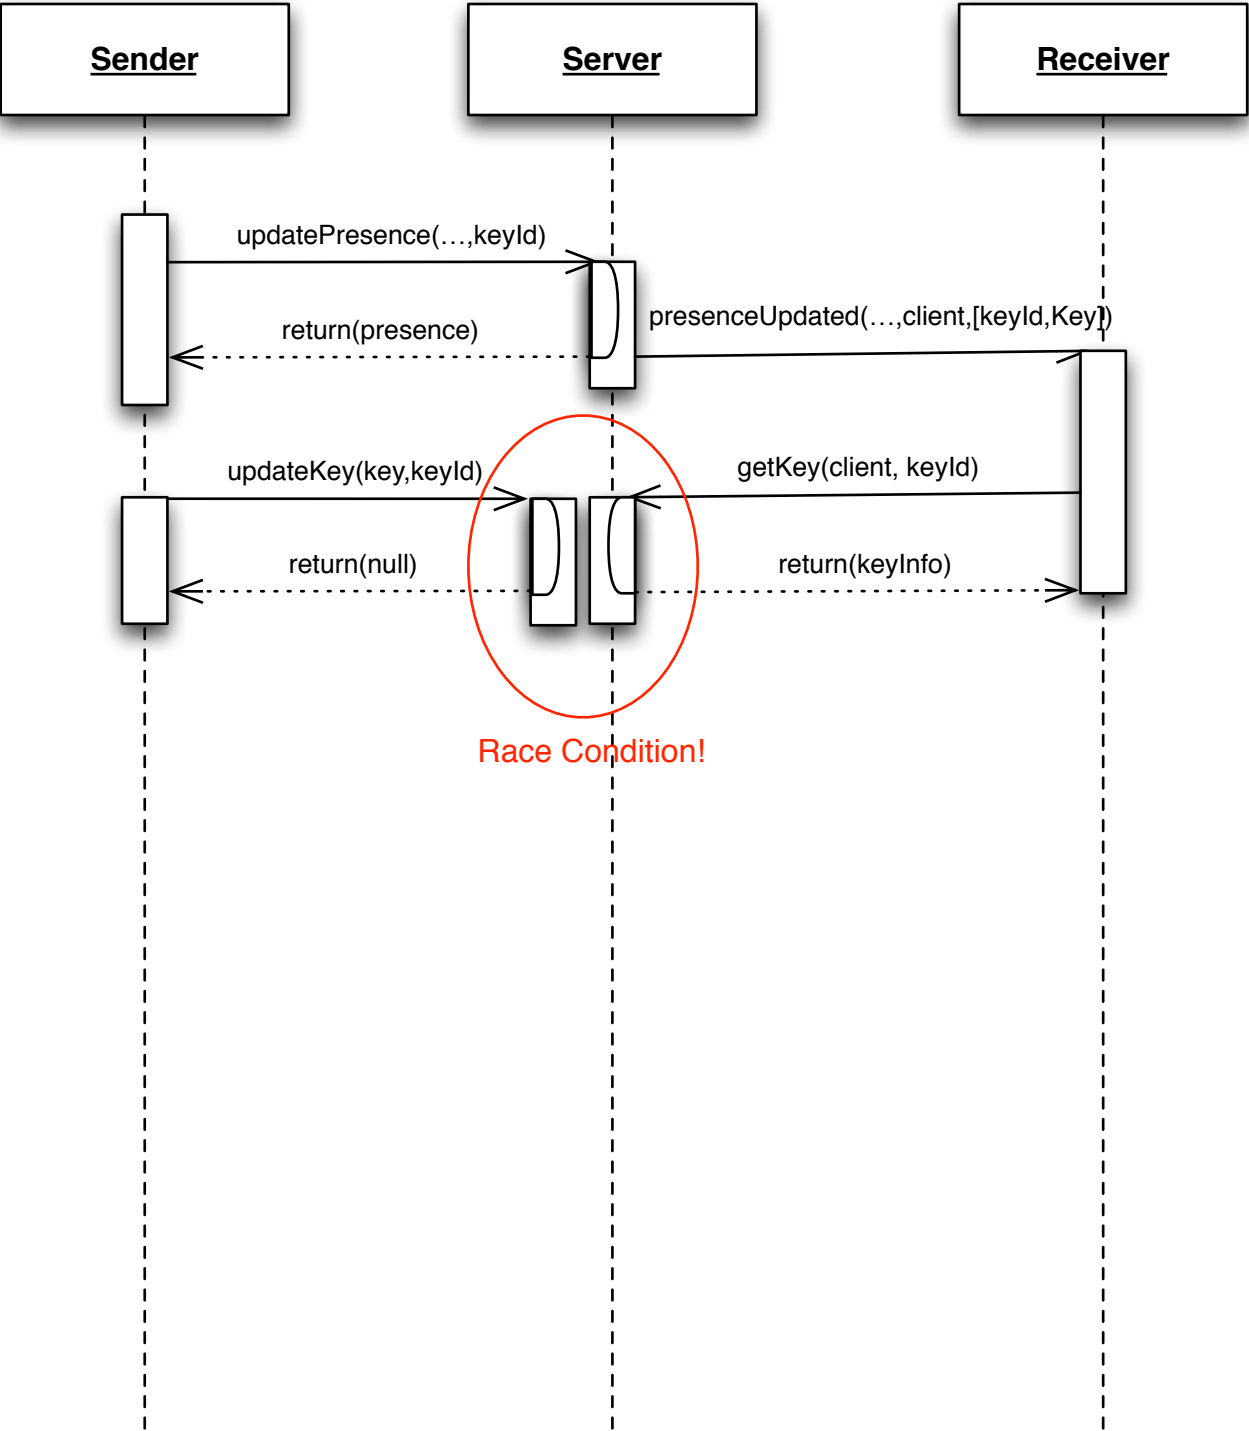 Sender
Server
Receiver
updatePresence(…,keyId)
presenceUpdated(…,client,[keyId,Key])
return(presence)
updateKey(key,keyId)
getKey(client, keyId)
return(null)
return(keyInfo)
Race Condition!